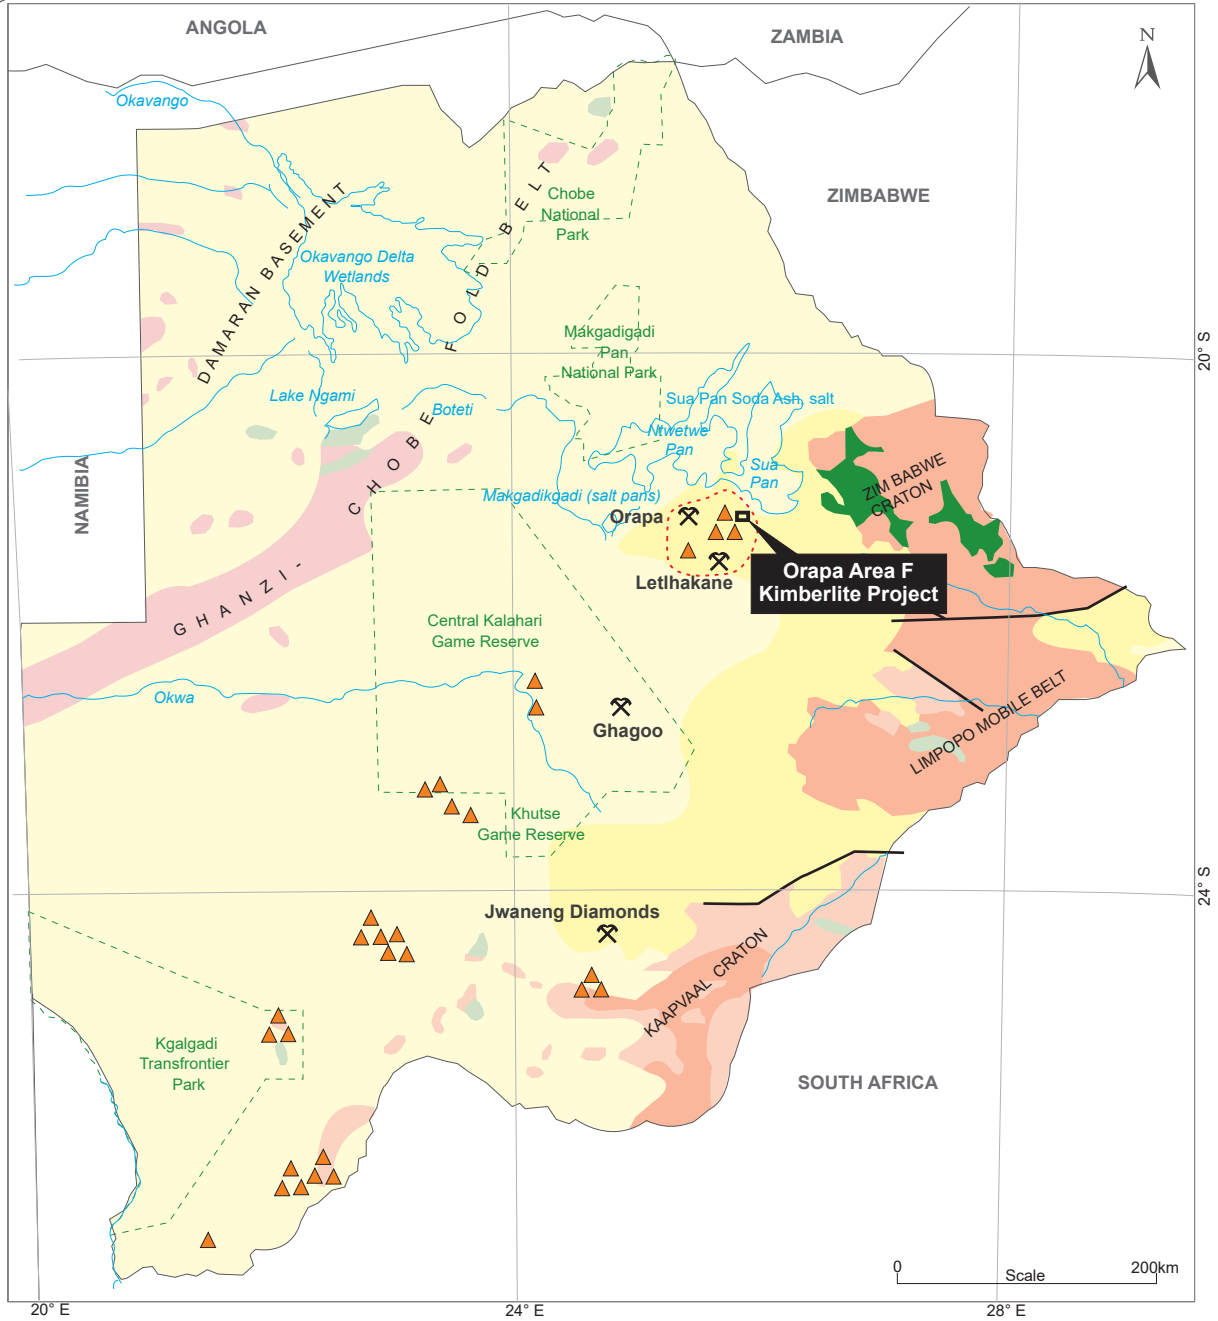 ANGOLA
ZAMBIA
N
Okavango
ZIMBABWE
Chobe
National
Park
DAMARAN BASEMENT
Okavango Delta
Wetlands
FOLD BELT
Makgadigadi
Pan
National Park
20° S
Lake Ngami
Boteti
Sua Pan Soda Ash, salt
Ntwetwe
Pan
Sua
Pan
NAMIBIA
GHANZI-CHOBE
Makgadikgadi (salt pans)
ZIM BABWE
CRATON
Orapa
Letlhakane
Orapa Area F
Kimberlite Project
Central Kalahari
Game Reserve
Okwa
Ghagoo
LIMPOPO MOBILE BELT
Khutse
Game Reserve
24° S
Jwaneng Diamonds
KAAPVAAL CRATON
Kgalgadi
Transfrontier
Park
SOUTH AFRICA
0
200km
Scale
20° E
24° E
28° E